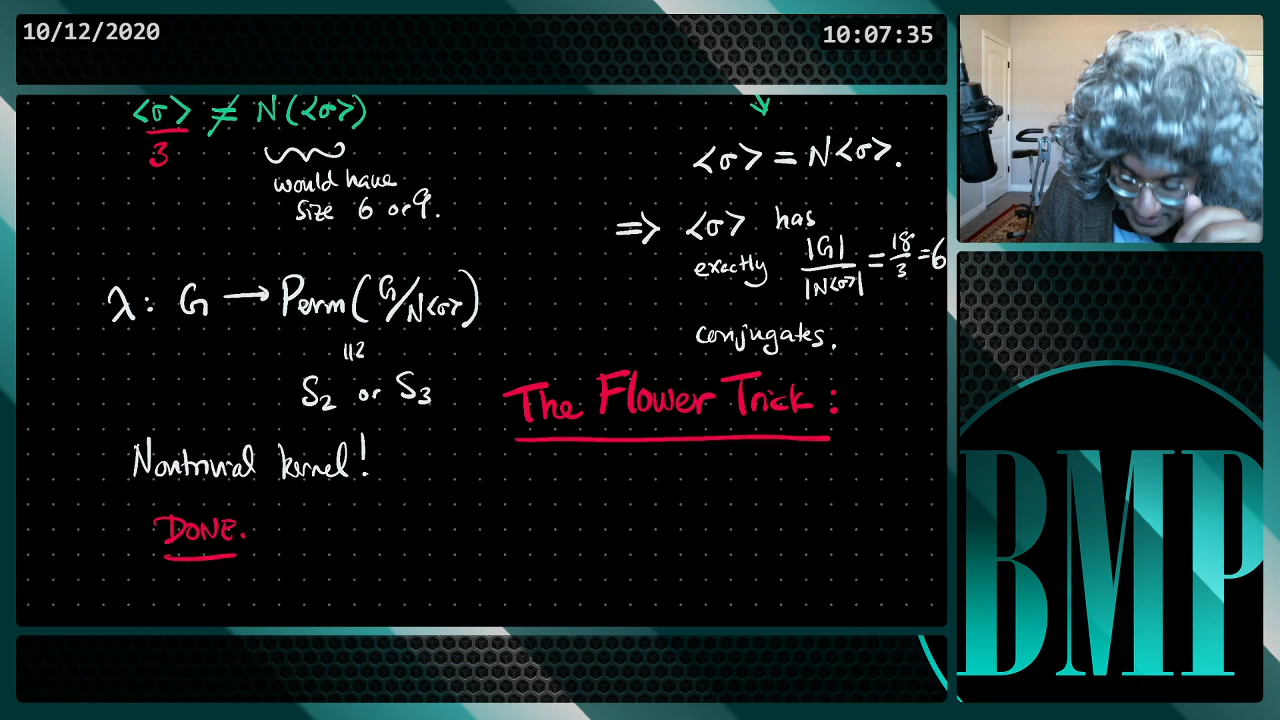 10/12/2020
10:07:35
<σ> ≠ N(<σ>)
3
would have
size 6 or 9.
λ: G → Perm(G/N<σ>)
≅
S₂ or S₃
Nontrivial kernel!
DONE.
<σ> = N<σ>.
⇒ <σ> has
exactly |G|/|N<σ>| = 18/3 = 6
conjugates.
The Flower Trick:
BMP